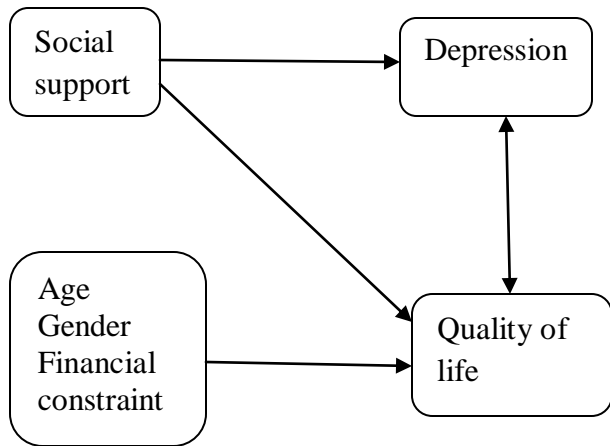 Social
support
Depression
Age
Gender
Financial
constraint
Quality of
life